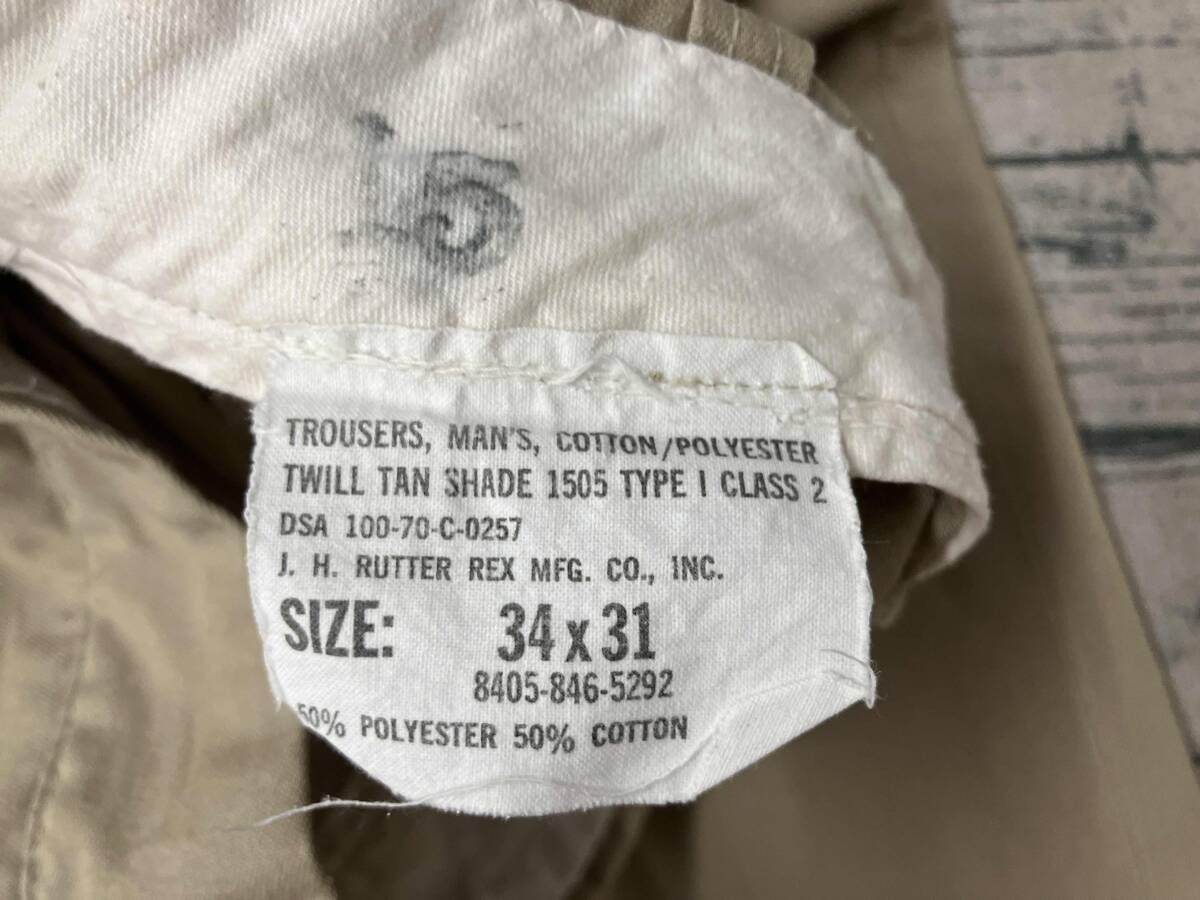 5
TROUSERS, MAN'S, COTTON/POLYESTER
TWILL TAN SHADE 1505 TYPE I CLASS 2
DSA 100-70-C-0257
J. H. RUTTER REX MFG. CO., INC.
SIZE: 34 x 31
8405-846-5292
50% POLYESTER 50% COTTON